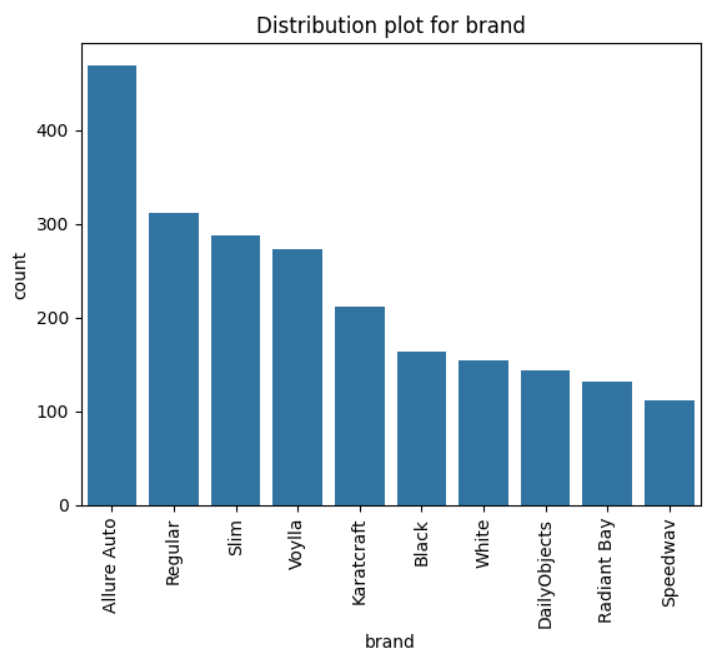 Distribution plot for brand
count
400
300
200
100
0
Allure Auto
Regular
Slim
Voylla
Karatcraft
Black
White
DailyObjects
Radiant Bay
Speedwav
brand